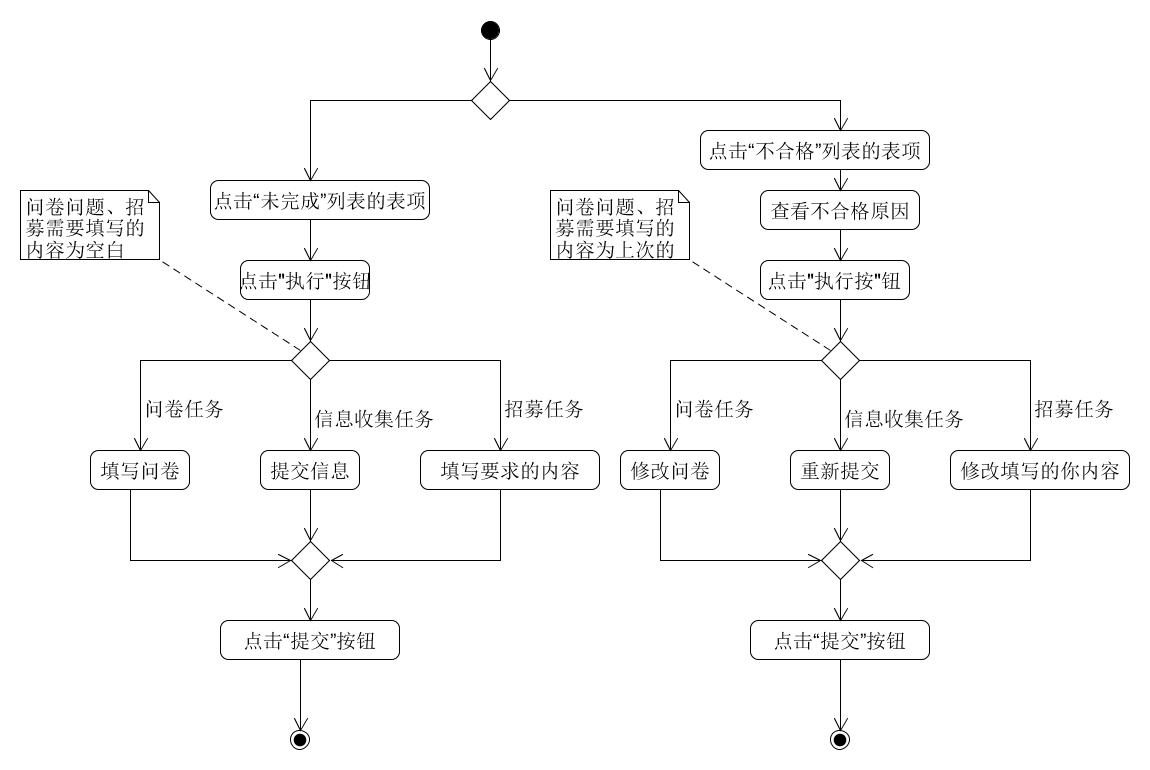 点击“不合格”列表的表项
点击“未完成”列表的表项
问卷问题、招
募需要填写的
内容为空白
问卷问题、招
募需要填写的
内容为上次的
查看不合格原因
点击"执行"按钮
点击"执行按"钮
问卷任务
信息收集任务
招募任务
问卷任务
信息收集任务
招募任务
填写问卷
提交信息
填写要求的内容
修改问卷
重新提交
修改填写的你内容
点击“提交”按钮
点击“提交”按钮